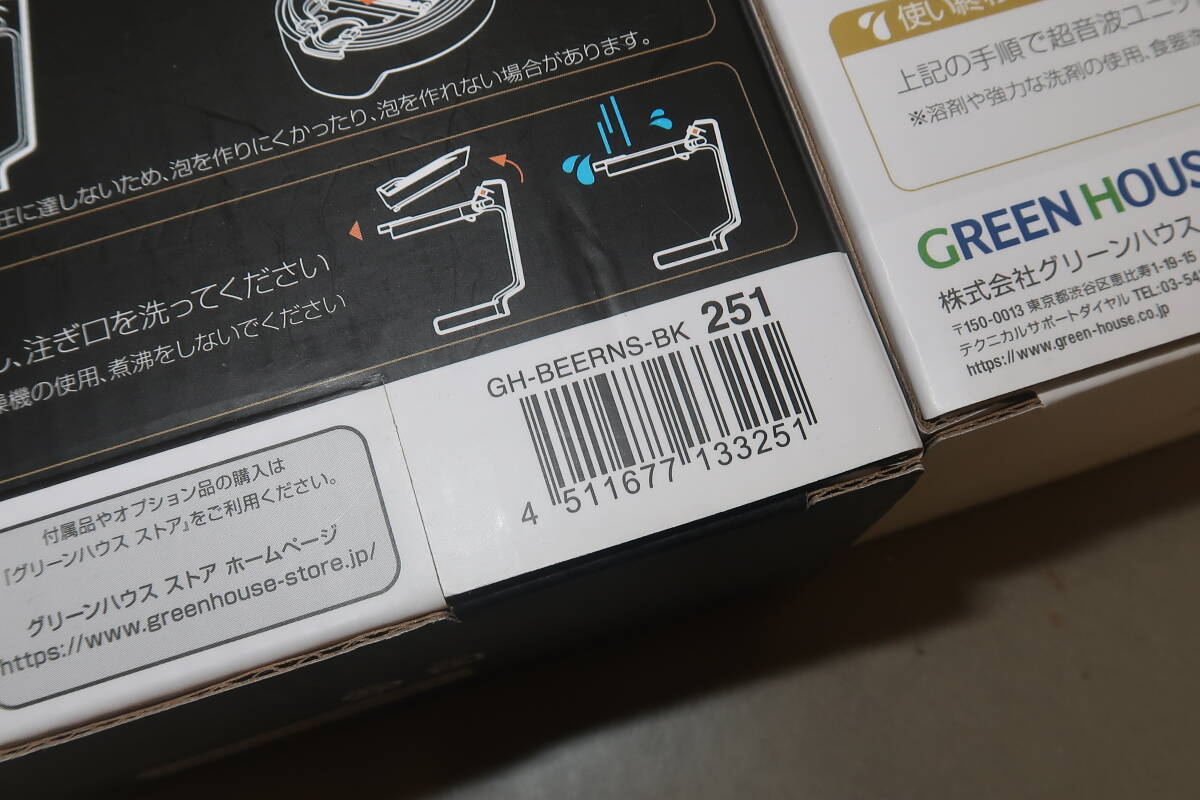 圧に達しないため、泡を作りにくかったり、泡を作れない場合があります。
し、注ぎ口を洗ってください
燥機の使用、煮沸をしないでください
付属品やオプション品の購入は
『グリーンハウス ストア』をご利用ください。
グリーンハウス ストア ホームページ
https://www.greenhouse-store.jp/
GH-BEERNS-BK 251
4 511677 133251
使い終わ
上記の手順で超音波ユニッ
※溶剤や強力な洗剤の使用、食器
GREEN HOUS
株式会社グリーンハウス
〒150-0013 東京都渋谷区恵比寿1-19-15
テクニカルサポートダイヤル TEL:03-54
https://www.green-house.co.jp